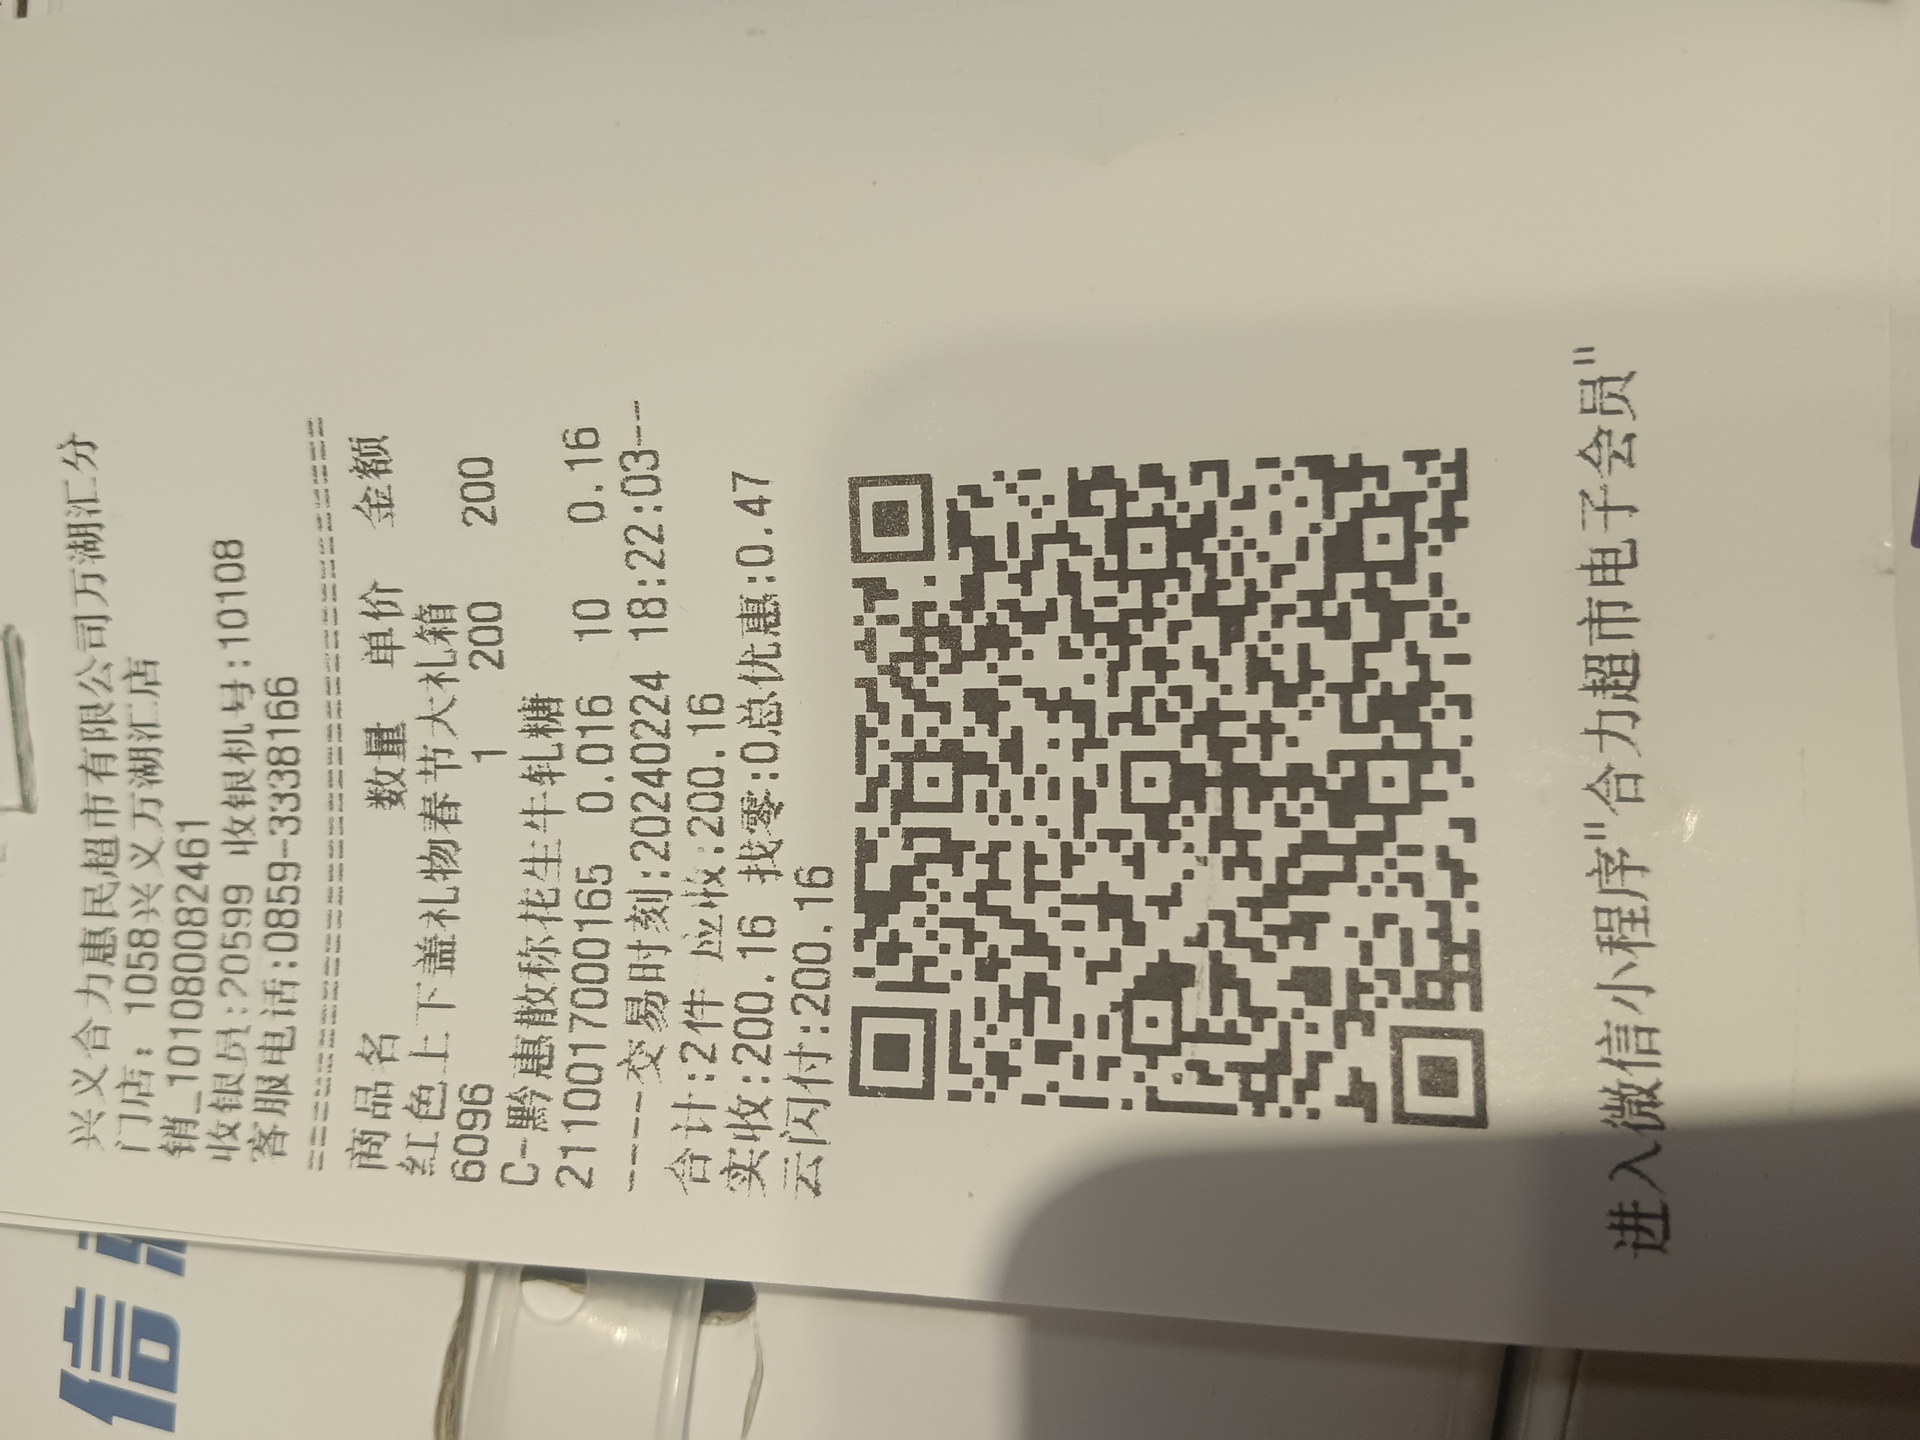 兴义合力惠民超市有限公司万湖汇分
门店: 1058兴义万湖汇店
销_1010800082461
收银员:20599 收银机号:10108
客服电话:0859-3338166
商品名 数量 单价 金额
红色上下盖礼物春节大礼箱
6096 1 200 200
C-黔惠散称花生牛轧糖
2110017000165 0.016 10 0.16
----交易时刻:20240224 18:22:03--
合计:2件 应收:200.16
实收:200.16 找零:0总优惠:0.47
云闪付:200.16
进入微信小程序"合力超市电子会员"
信